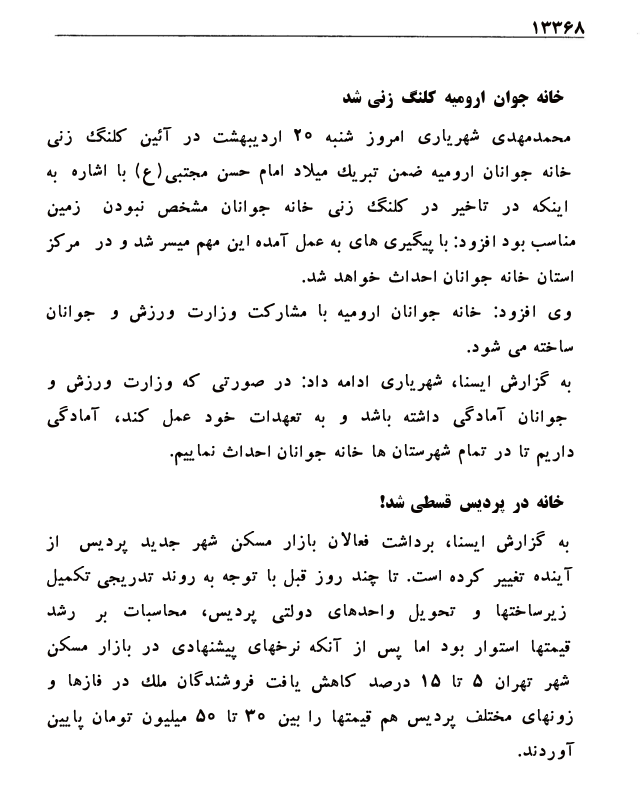 ۱۳۳۶۸
خانه جوان ارومیه کلنگ زنی شد
محمدمهدی شهریاری امروز شنبه ۲۰ اردیبهشت در آئین کلنگ زنی
خانه جوانان ارومیه ضمن تبریك میلاد امام حسن مجتبی(ع) با اشاره به
اینکه در تاخیر در کلنگ زنی خانه جوانان مشخص نبودن زمین
مناسب بود افزود: با پیگیری های به عمل آمده این مهم میسر شد و در مرکز
استان خانه جوانان احداث خواهد شد.
وی افزود: خانه جوانان ارومیه با مشارکت وزارت ورزش و جوانان
ساخته می شود.
به گزارش ایسنا، شهریاری ادامه داد: در صورتی که وزارت ورزش و
جوانان آمادگی داشته باشد و به تعهدات خود عمل کند، آمادگی
داریم تا در تمام شهرستان ها خانه جوانان احداث نماییم.
خانه در پردیس قسطی شد!
به گزارش ایسنا، برداشت فعالان بازار مسکن شهر جدید پردیس از
آینده تغییر کرده است. تا چند روز قبل با توجه به روند تدریجی تکمیل
زیرساختها و تحویل واحدهای دولتی پردیس، محاسبات بر رشد
قیمتها استوار بود اما پس از آنکه نرخهای پیشنهادی در بازار مسکن
شهر تهران ۵ تا ۱۵ درصد کاهش یافت فروشندگان ملك در فازها و
زونهای مختلف پردیس هم قیمتها را بین ۳۰ تا ۵۰ میلیون تومان پایین
آوردند.